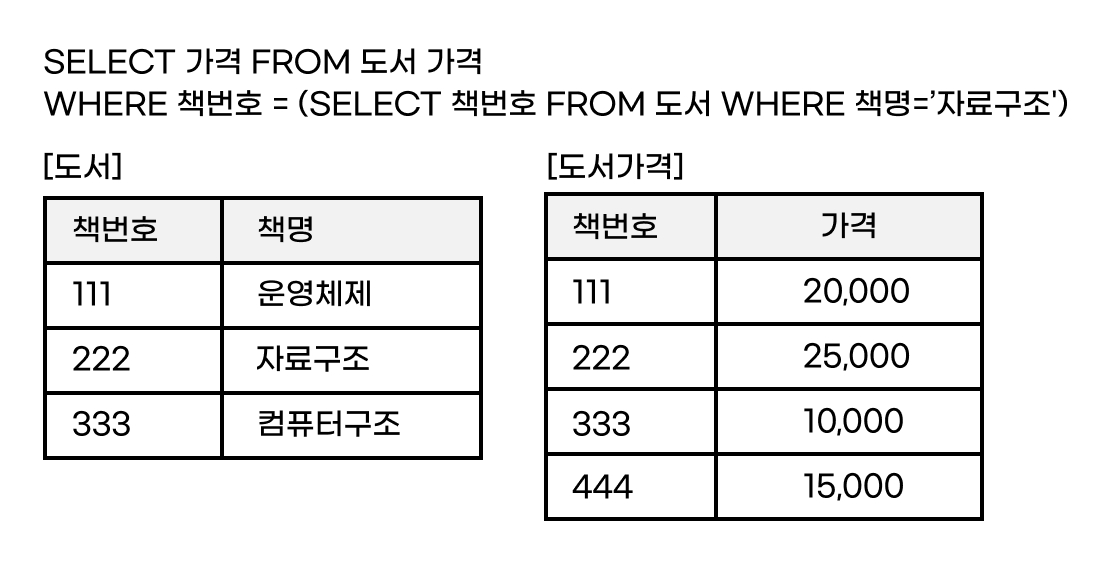 SELECT 가격 FROM 도서 가격
WHERE 책번호 = (SELECT 책번호 FROM 도서 WHERE 책명=’자료구조')
[도서]
책번호 책명
111 운영체제
222 자료구조
333 컴퓨터구조
[도서가격]
책번호 가격
111 20,000
222 25,000
333 10,000
444 15,000